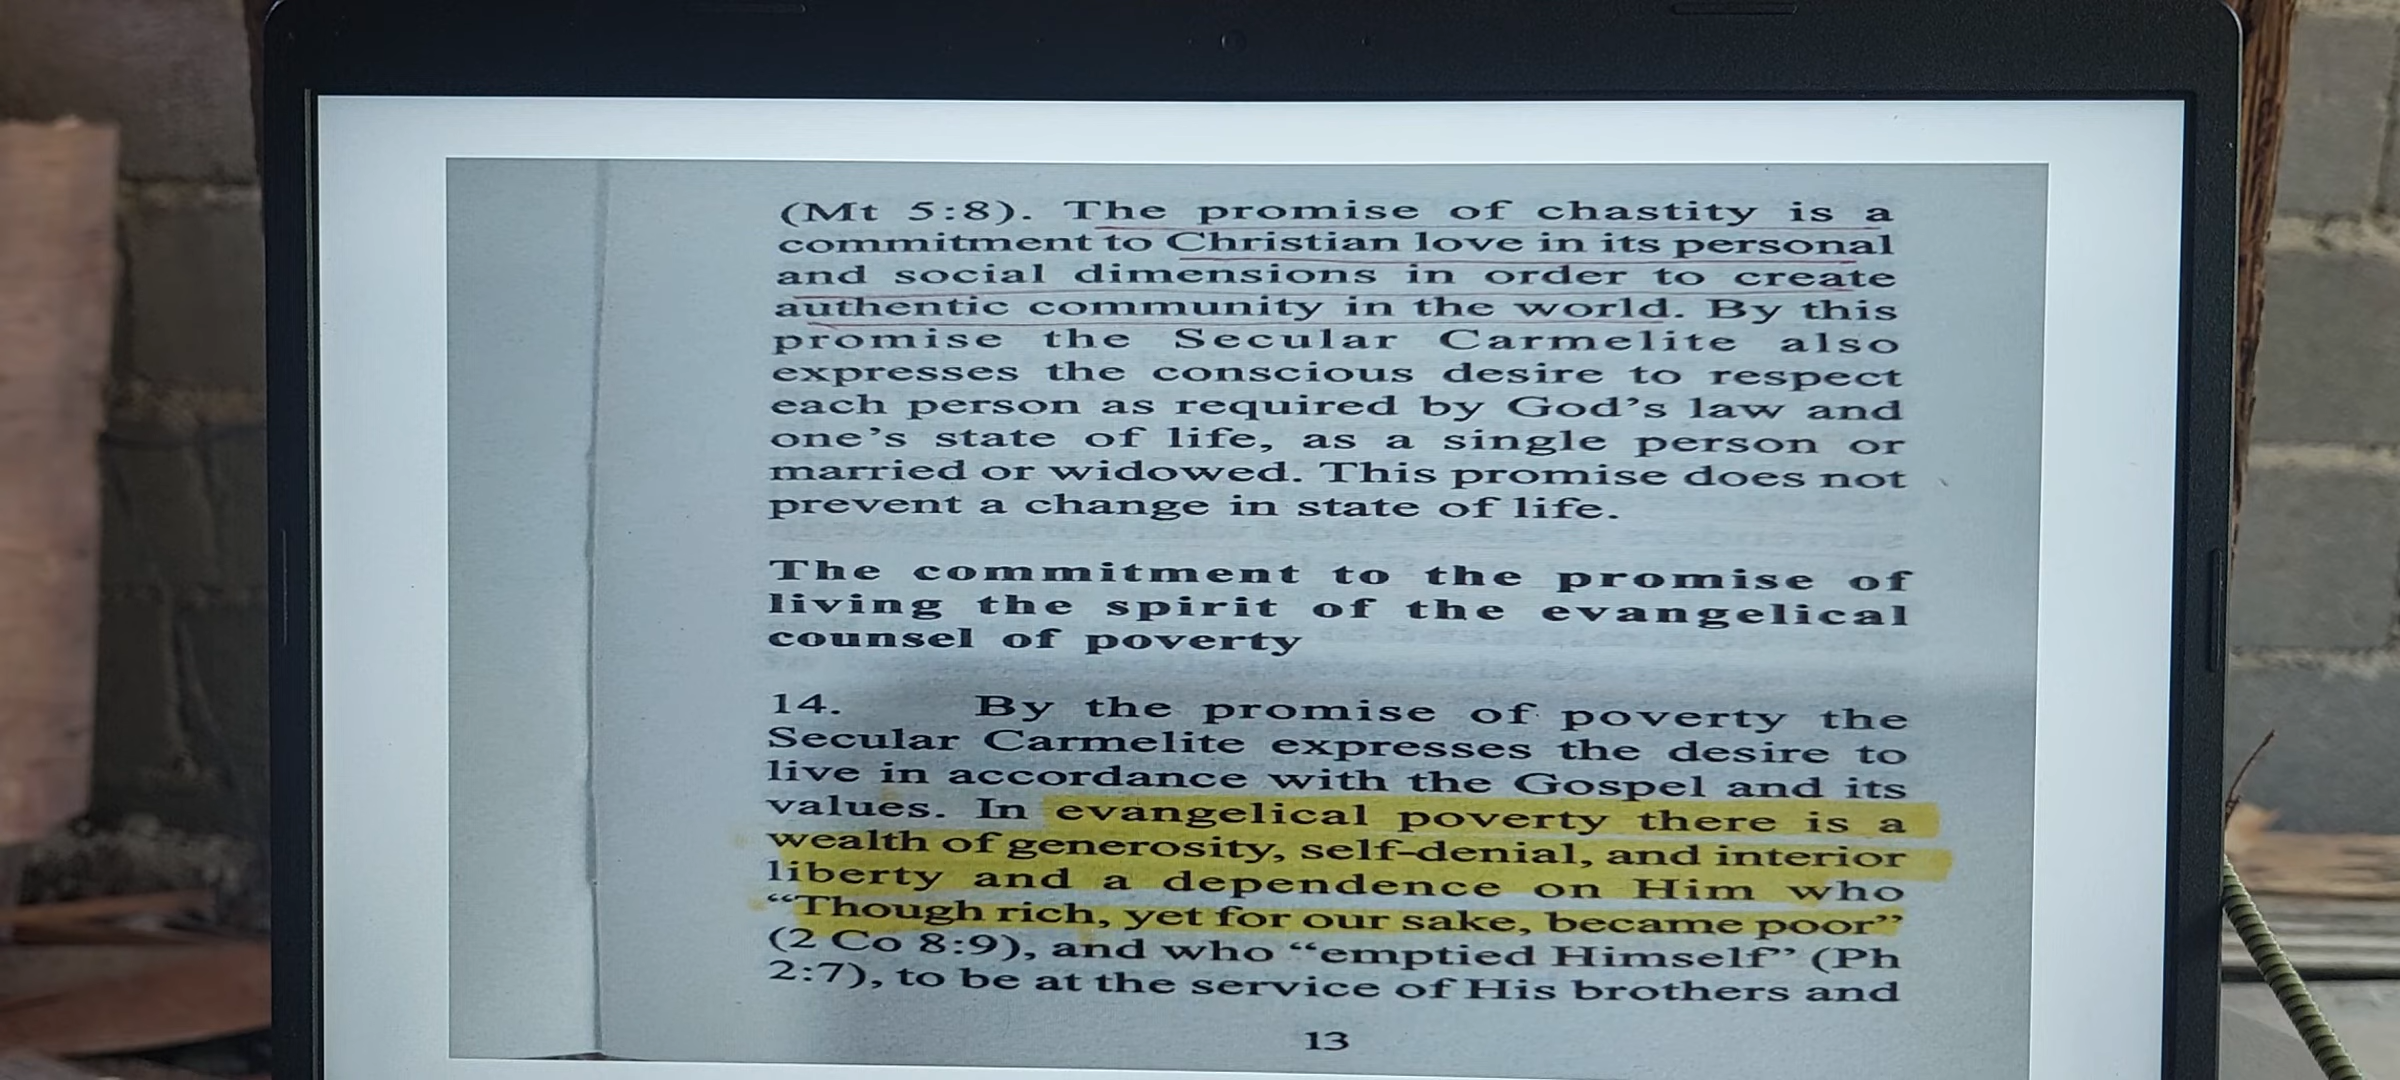 (Mt 5:8). The promise of chastity is a
commitment to Christian love in its personal
and social dimensions in order to create
authentic community in the world. By this
promise the Secular Carmelite also
expresses the conscious desire to respect
each person as required by God’s law and
one’s state of life, as a single person or
married or widowed. This promise does not
prevent a change in state of life.
The commitment to the promise of
living the spirit of the evangelical
counsel of poverty
14. By the promise of poverty the
Secular Carmelite expresses the desire to
live in accordance with the Gospel and its
values. In evangelical poverty there is a
wealth of generosity, self-denial, and interior
liberty and a dependence on Him who
“Though rich, yet for our sake, became poor”
(2 Co 8:9), and who “emptied Himself” (Ph
2:7), to be at the service of His brothers and
13